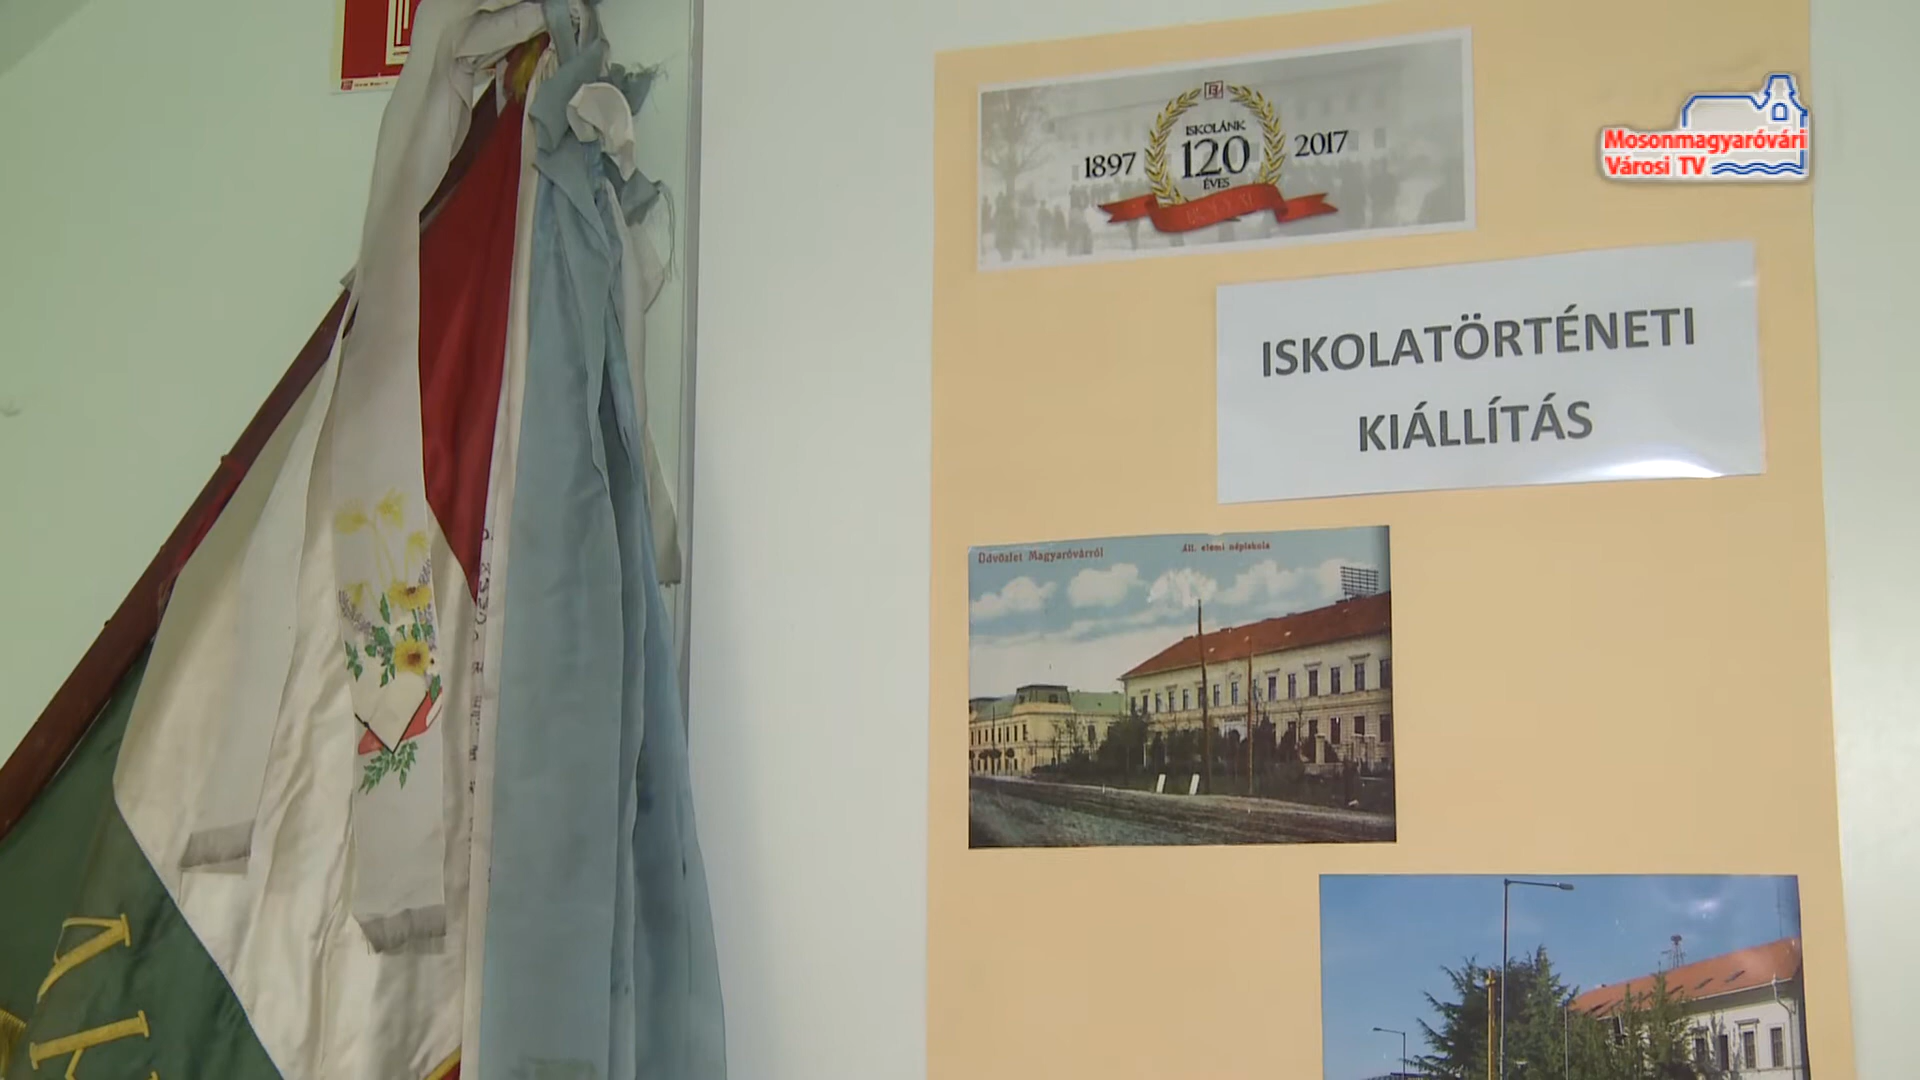 Mosonmagyaróvári
Városi TV
ISKOLÁNK
1897 120 2017
ÉVES
ISKOLATÖRTÉNETI
KIÁLLÍTÁS
Üdvözlet Magyaróvárról
Áll. elemi népiskola